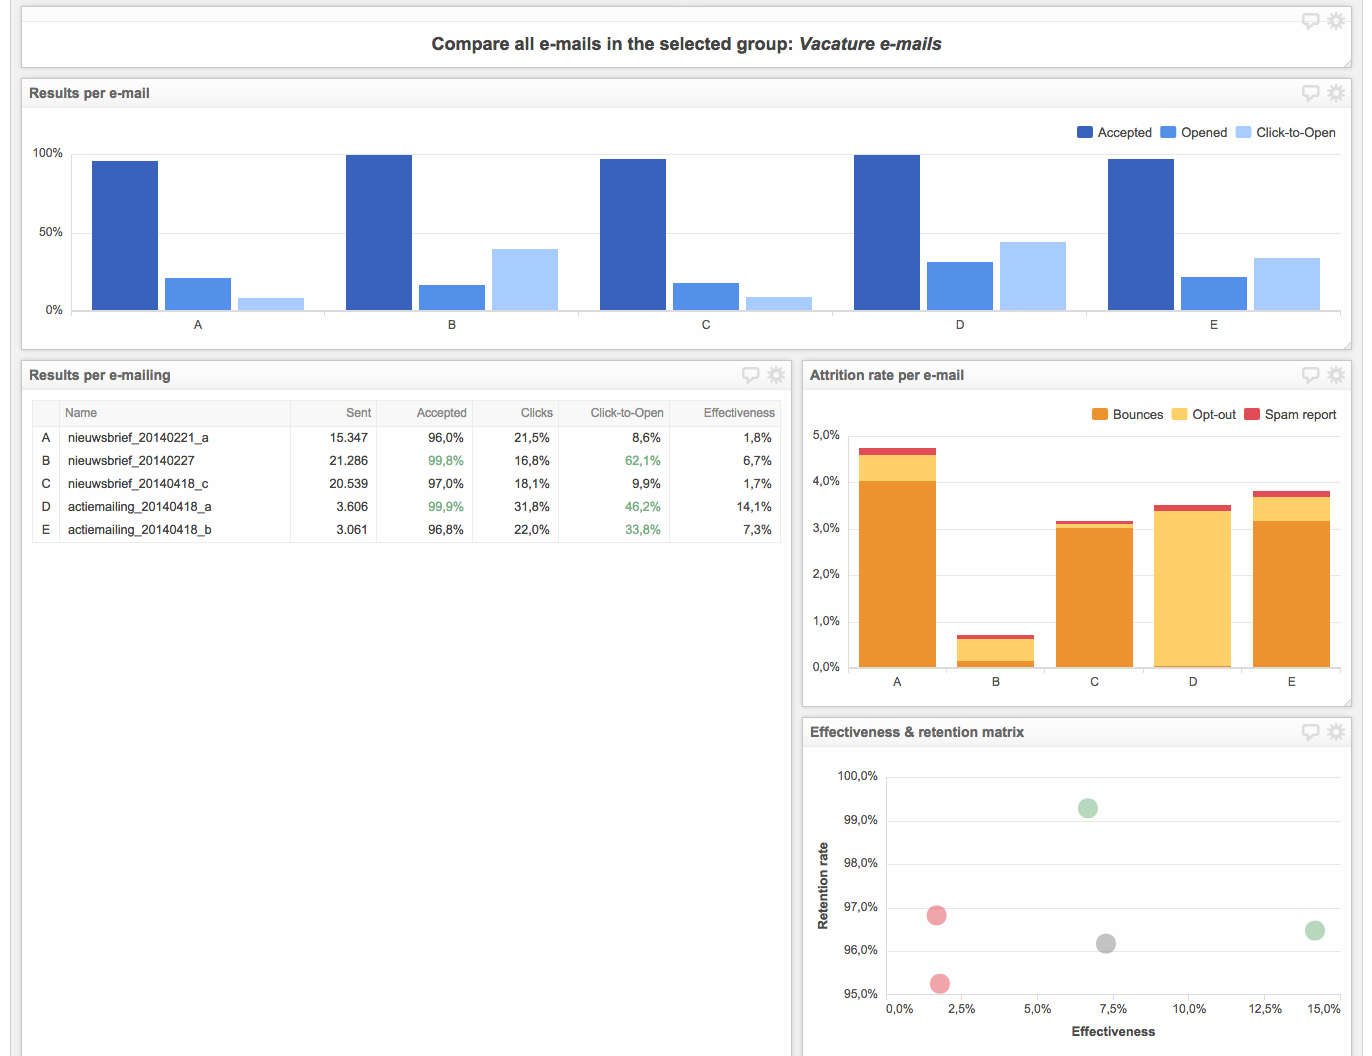 Compare all e-mails in the selected group: Vacature e-mails
Results per e-mail
Accepted Opened Click-to-Open
100%
50%
0%
A B C D E
Results per e-mailing
Name Sent Accepted Clicks Click-to-Open Effectiveness
A nieuwsbrief_20140221_a 15.347 96,0% 21,5% 8,6% 1,8%
B nieuwsbrief_20140227 21.286 99,8% 16,8% 62,1% 6,7%
C nieuwsbrief_20140418_c 20.539 97,0% 18,1% 9,9% 1,7%
D actiemailing_20140418_a 3.606 99,9% 31,8% 46,2% 14,1%
E actiemailing_20140418_b 3.061 96,8% 22,0% 33,8% 7,3%
Attrition rate per e-mail
Bounces Opt-out Spam report
5,0%
4,0%
3,0%
2,0%
1,0%
0,0%
A B C D E
Effectiveness & retention matrix
100,0%
99,0%
98,0%
97,0%
96,0%
95,0%
Retention rate
0,0% 2,5% 5,0% 7,5% 10,0% 12,5% 15,0%
Effectiveness